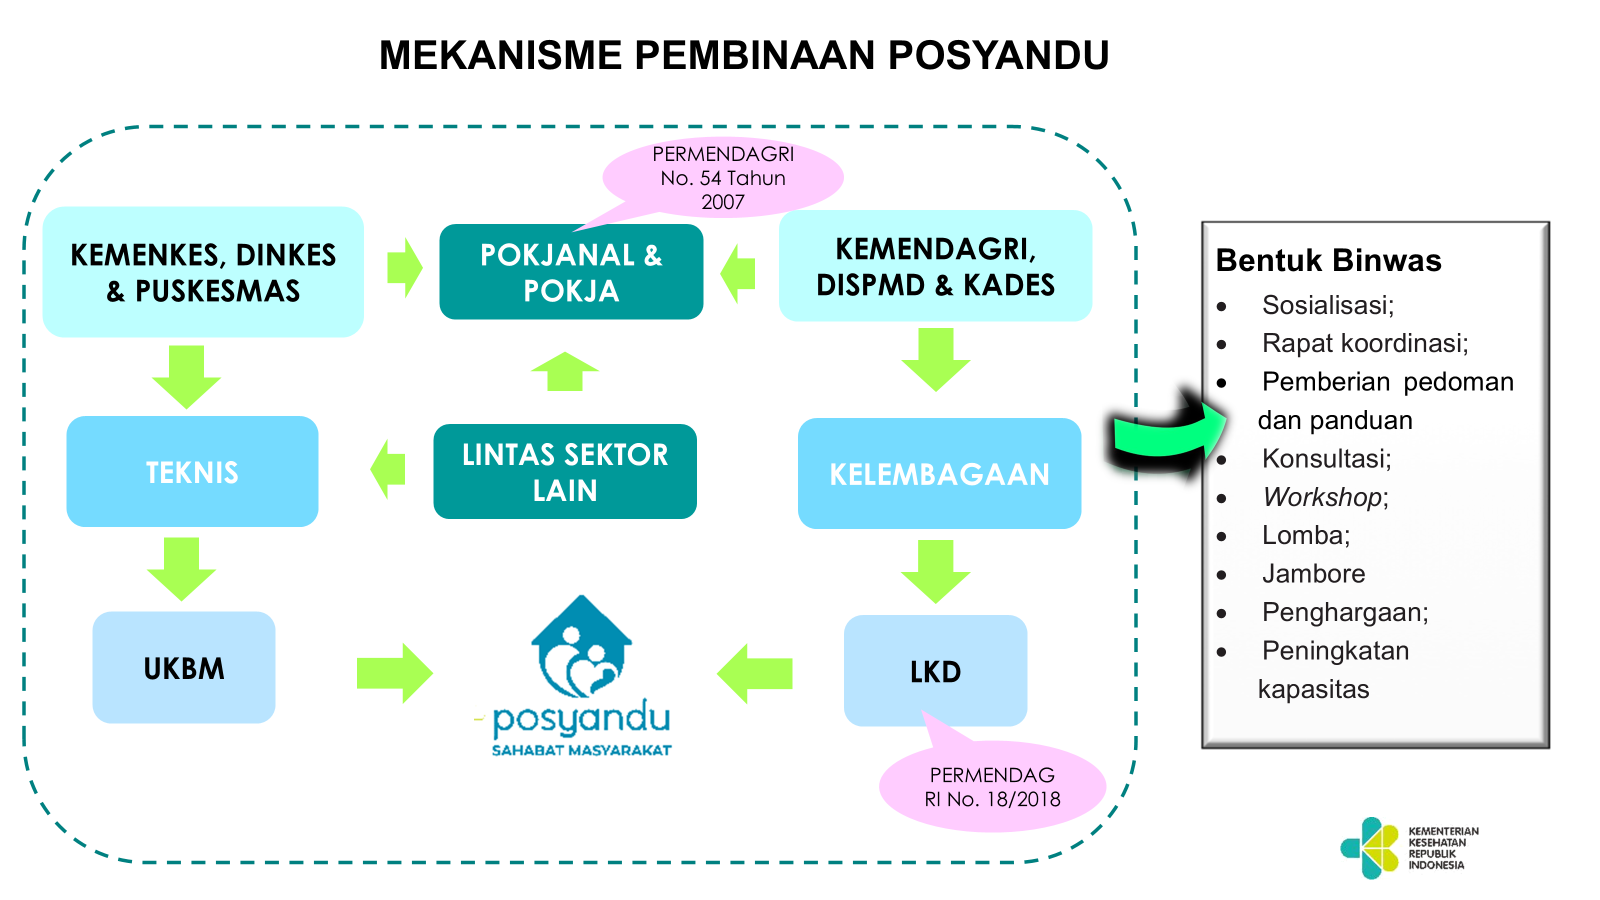 MEKANISME PEMBINAAN POSYANDU
PERMENDAGRI
No. 54 Tahun
2007
KEMENKES, DINKES
& PUSKESMAS
POKJANAL &
POKJA
KEMENDAGRI,
DISPMD & KADES
TEKNIS
LINTAS SEKTOR
LAIN
KELEMBAGAAN
UKBM
posyandu
SAHABAT MASYARAKAT
LKD
PERMENDAG
RI No. 18/2018
Bentuk Binwas
• Sosialisasi;
• Rapat koordinasi;
• Pemberian pedoman
dan panduan
• Konsultasi;
• Workshop;
• Lomba;
• Jambore
• Penghargaan;
• Peningkatan
kapasitas
KEMENTERIAN
KESEHATAN
REPUBLIK
INDONESIA